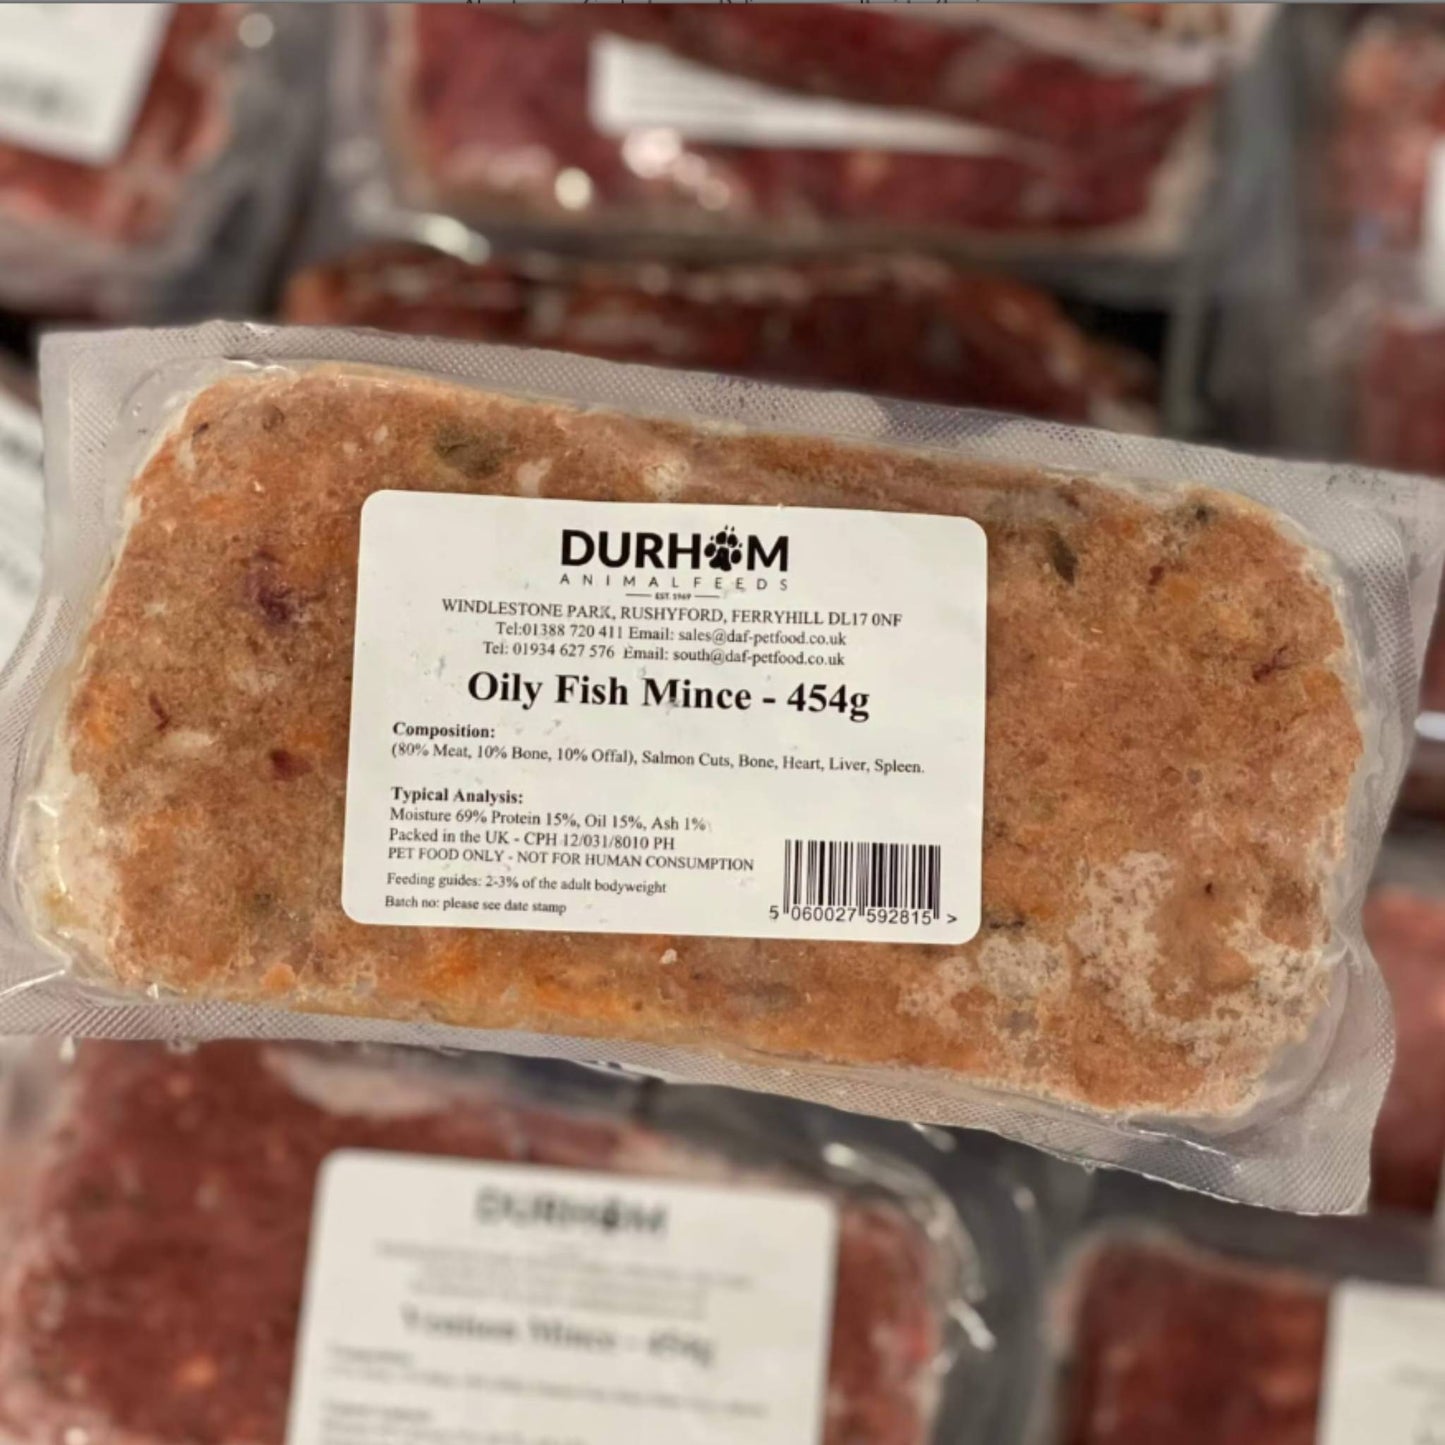 DURHAM
ANIMALFEEDS
EST. 1969
WINDLESTONE PARK, RUSHYFORD, FERRYHILL DL17 0NF
Tel:01388 720 411 Email: sales@daf-petfood.co.uk
Tel: 01934 627 576 Email: south@daf-petfood.co.uk
Oily Fish Mince - 454g
Composition:
(80% Meat, 10% Bone, 10% Offal), Salmon Cuts, Bone, Heart, Liver, Spleen.
Typical Analysis:
Moisture 69% Protein 15%, Oil 15%, Ash 1%
Packed in the UK - CPH 12/031/8010 PH
PET FOOD ONLY - NOT FOR HUMAN CONSUMPTION
Feeding guides: 2-3% of the adult bodyweight
Batch no: please see date stamp
5 060027 592815 >
DURHAM
Venison Mince - 454g